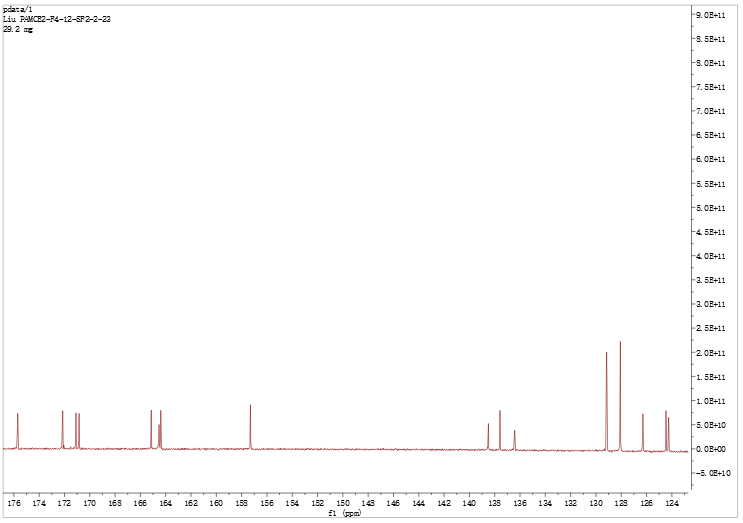 pdata/1
Liu PAMCE2-F4-12-SF2-2-23
29.2 mg
9.0E+11
8.5E+11
8.0E+11
7.5E+11
7.0E+11
6.5E+11
6.0E+11
5.5E+11
5.0E+11
4.5E+11
4.0E+11
3.5E+11
3.0E+11
2.5E+11
2.0E+11
1.5E+11
1.0E+11
5.0E+10
0.0E+00
-5.0E+10
176 174 172 170 168 166 164 162 160 158 156 154 152 150 148 146 144 142 140 138 136 134 132 130 128 126 124
f1 (ppm)